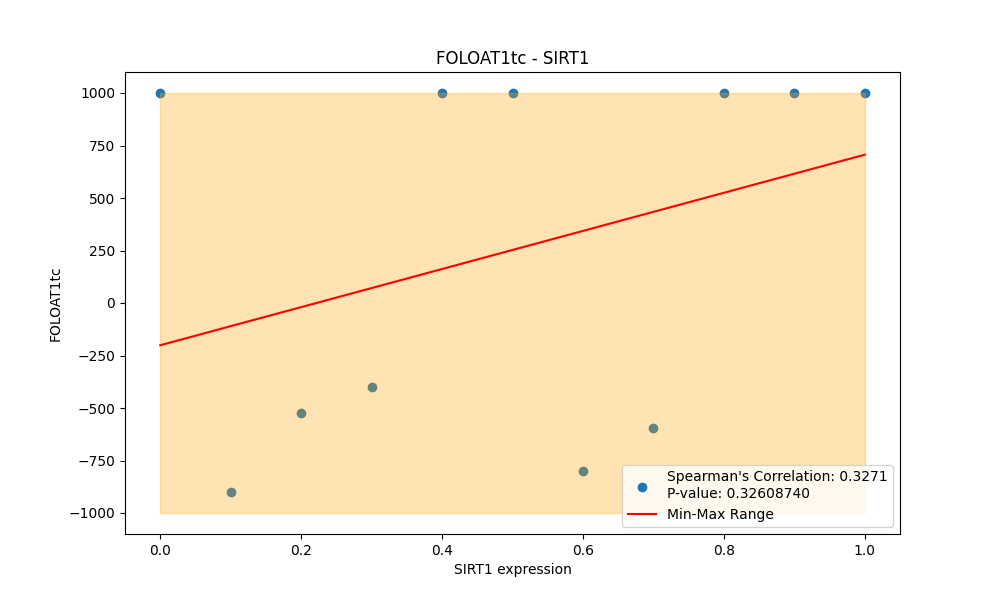 FOLOAT1tc - SIRT1
1000
750
500
250
0
−250
−500
−750
−1000
FOLOAT1tc
Spearman's Correlation: 0.3271
P-value: 0.32608740
Min-Max Range
0.0 0.2 0.4 0.6 0.8 1.0
SIRT1 expression